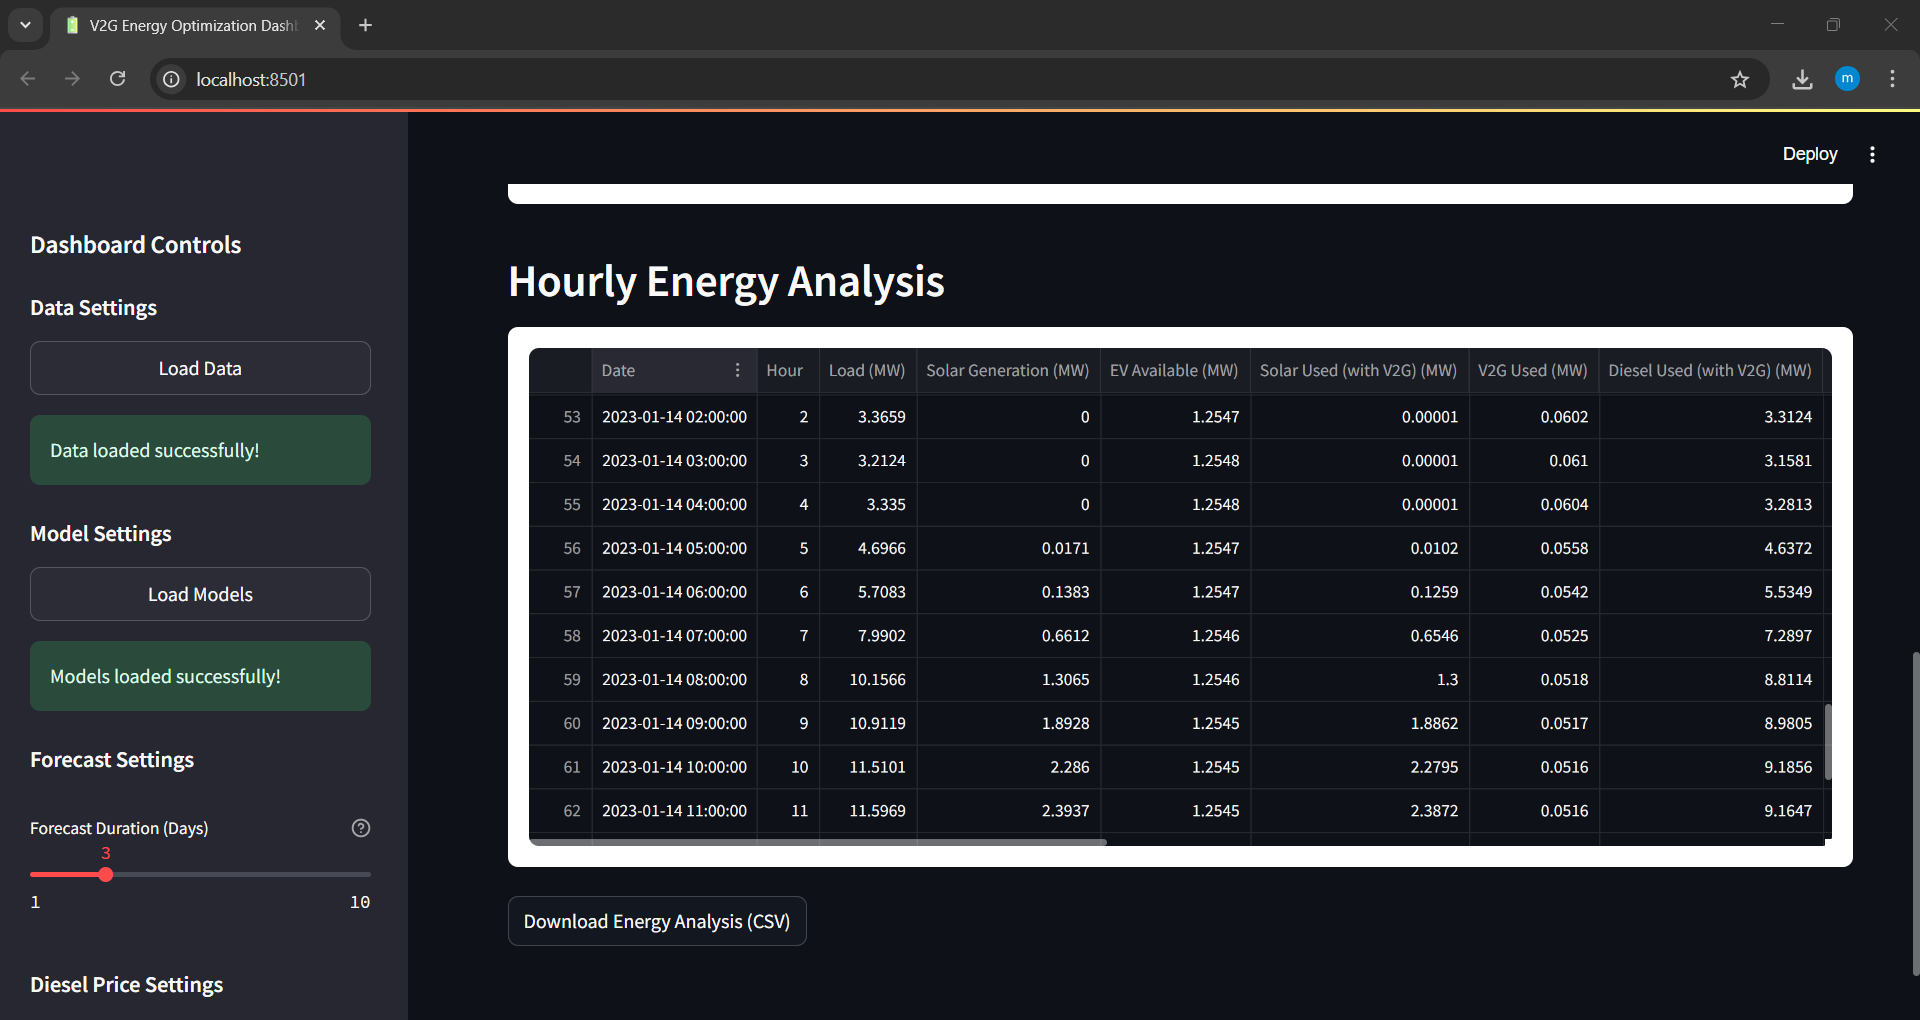 V2G Energy Optimization Dash
localhost:8501
m
Deploy
Dashboard Controls
Data Settings
Load Data
Data loaded successfully!
Model Settings
Load Models
Models loaded successfully!
Forecast Settings
Forecast Duration (Days)
3
1 10
Diesel Price Settings
Hourly Energy Analysis
Date Hour Load (MW) Solar Generation (MW) EV Available (MW) Solar Used (with V2G) (MW) V2G Used (MW) Diesel Used (with V2G) (MW)
53 2023-01-14 02:00:00 2 3.3659 0 1.2547 0.00001 0.0602 3.3124
54 2023-01-14 03:00:00 3 3.2124 0 1.2548 0.00001 0.061 3.1581
55 2023-01-14 04:00:00 4 3.335 0 1.2548 0.00001 0.0604 3.2813
56 2023-01-14 05:00:00 5 4.6966 0.0171 1.2547 0.0102 0.0558 4.6372
57 2023-01-14 06:00:00 6 5.7083 0.1383 1.2547 0.1259 0.0542 5.5349
58 2023-01-14 07:00:00 7 7.9902 0.6612 1.2546 0.6546 0.0525 7.2897
59 2023-01-14 08:00:00 8 10.1566 1.3065 1.2546 1.3 0.0518 8.8114
60 2023-01-14 09:00:00 9 10.9119 1.8928 1.2545 1.8862 0.0517 8.9805
61 2023-01-14 10:00:00 10 11.5101 2.286 1.2545 2.2795 0.0516 9.1856
62 2023-01-14 11:00:00 11 11.5969 2.3937 1.2545 2.3872 0.0516 9.1647
Download Energy Analysis (CSV)